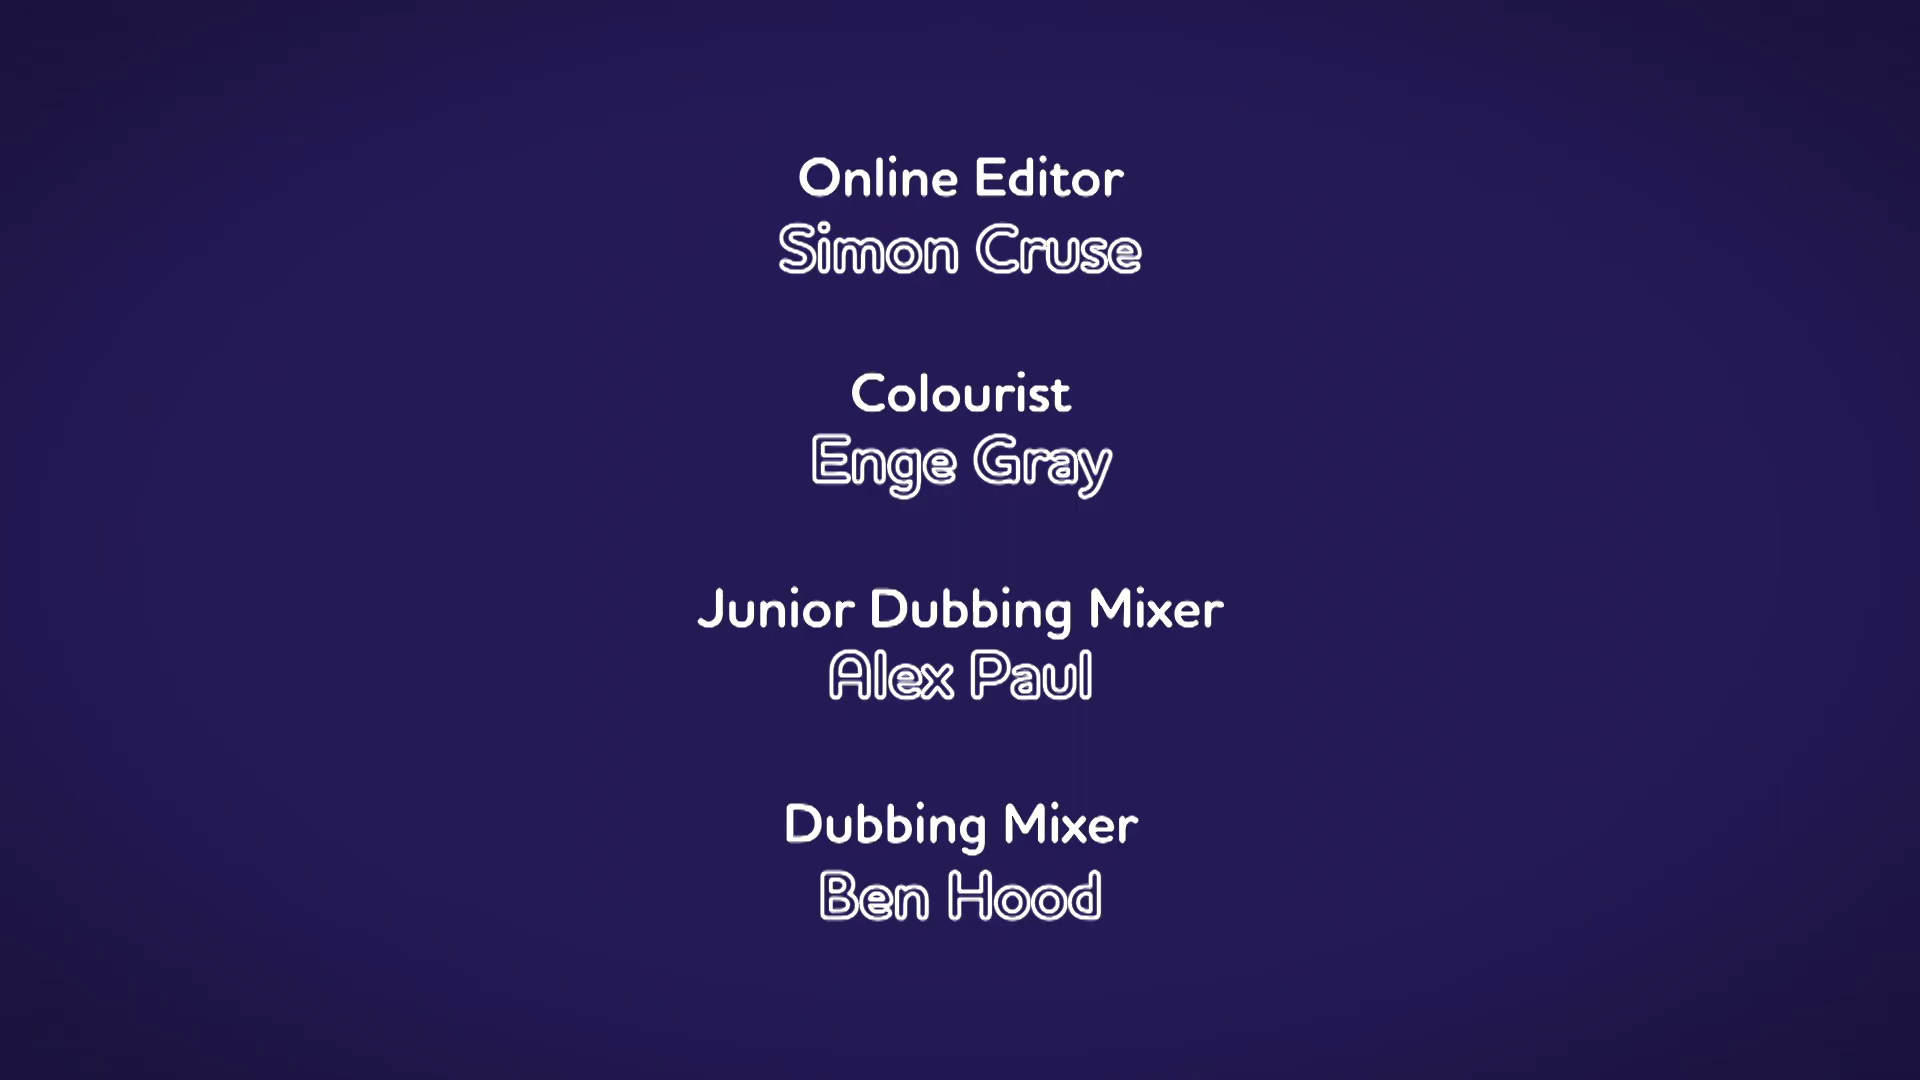 Online Editor
Simon Cruse
Colourist
Enge Gray
Junior Dubbing Mixer
Alex Paul
Dubbing Mixer
Ben Hood